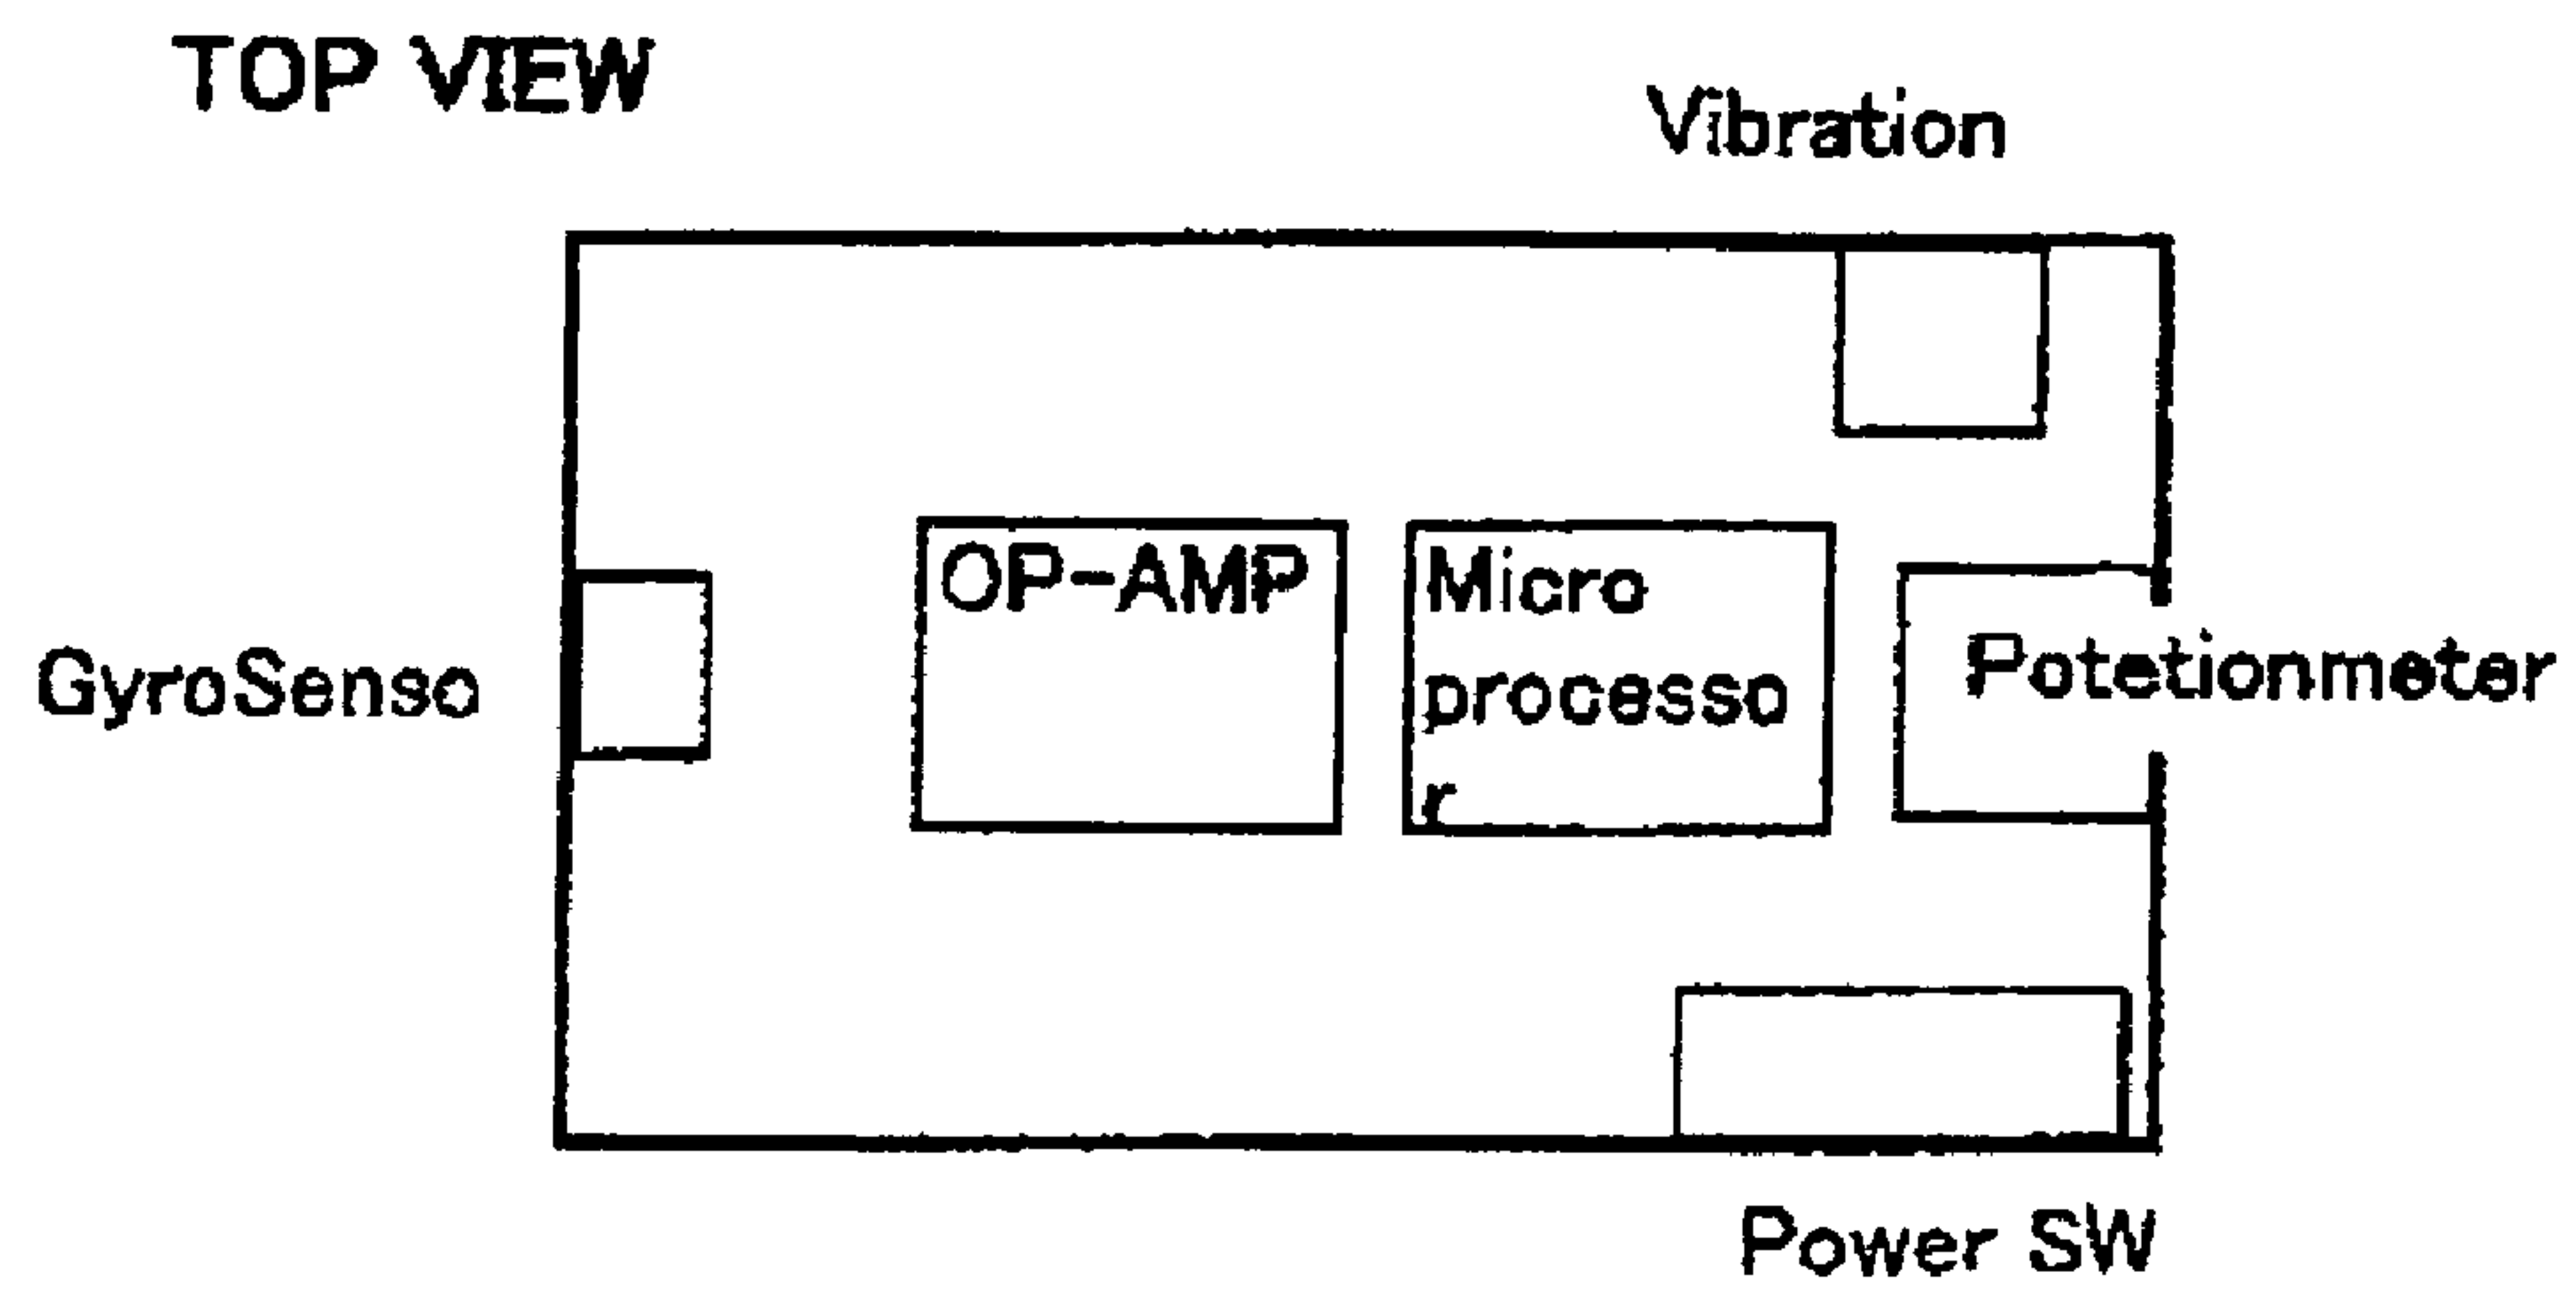 TOP VIEW
Vibration
OP-AMP
Micro
processo
r
GyroSenso
Potetionmeter
Power SW